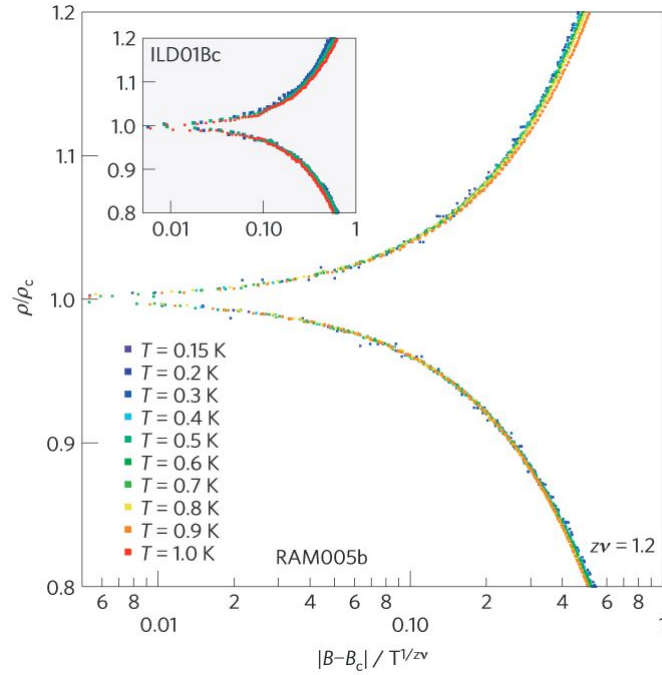 1.2
1.1
1.0
0.9
0.8
ρ/ρc
ILD01Bc
1.2
1.1
1.0
0.9
0.8
0.01 0.10 1
T = 0.15 K
T = 0.2 K
T = 0.3 K
T = 0.4 K
T = 0.5 K
T = 0.6 K
T = 0.7 K
T = 0.8 K
T = 0.9 K
T = 1.0 K
RAM005b
zν = 1.2
6 8 2 4 6 8 2 4 6 8
0.01 0.10 1
|B–Bc| / T^1/zν